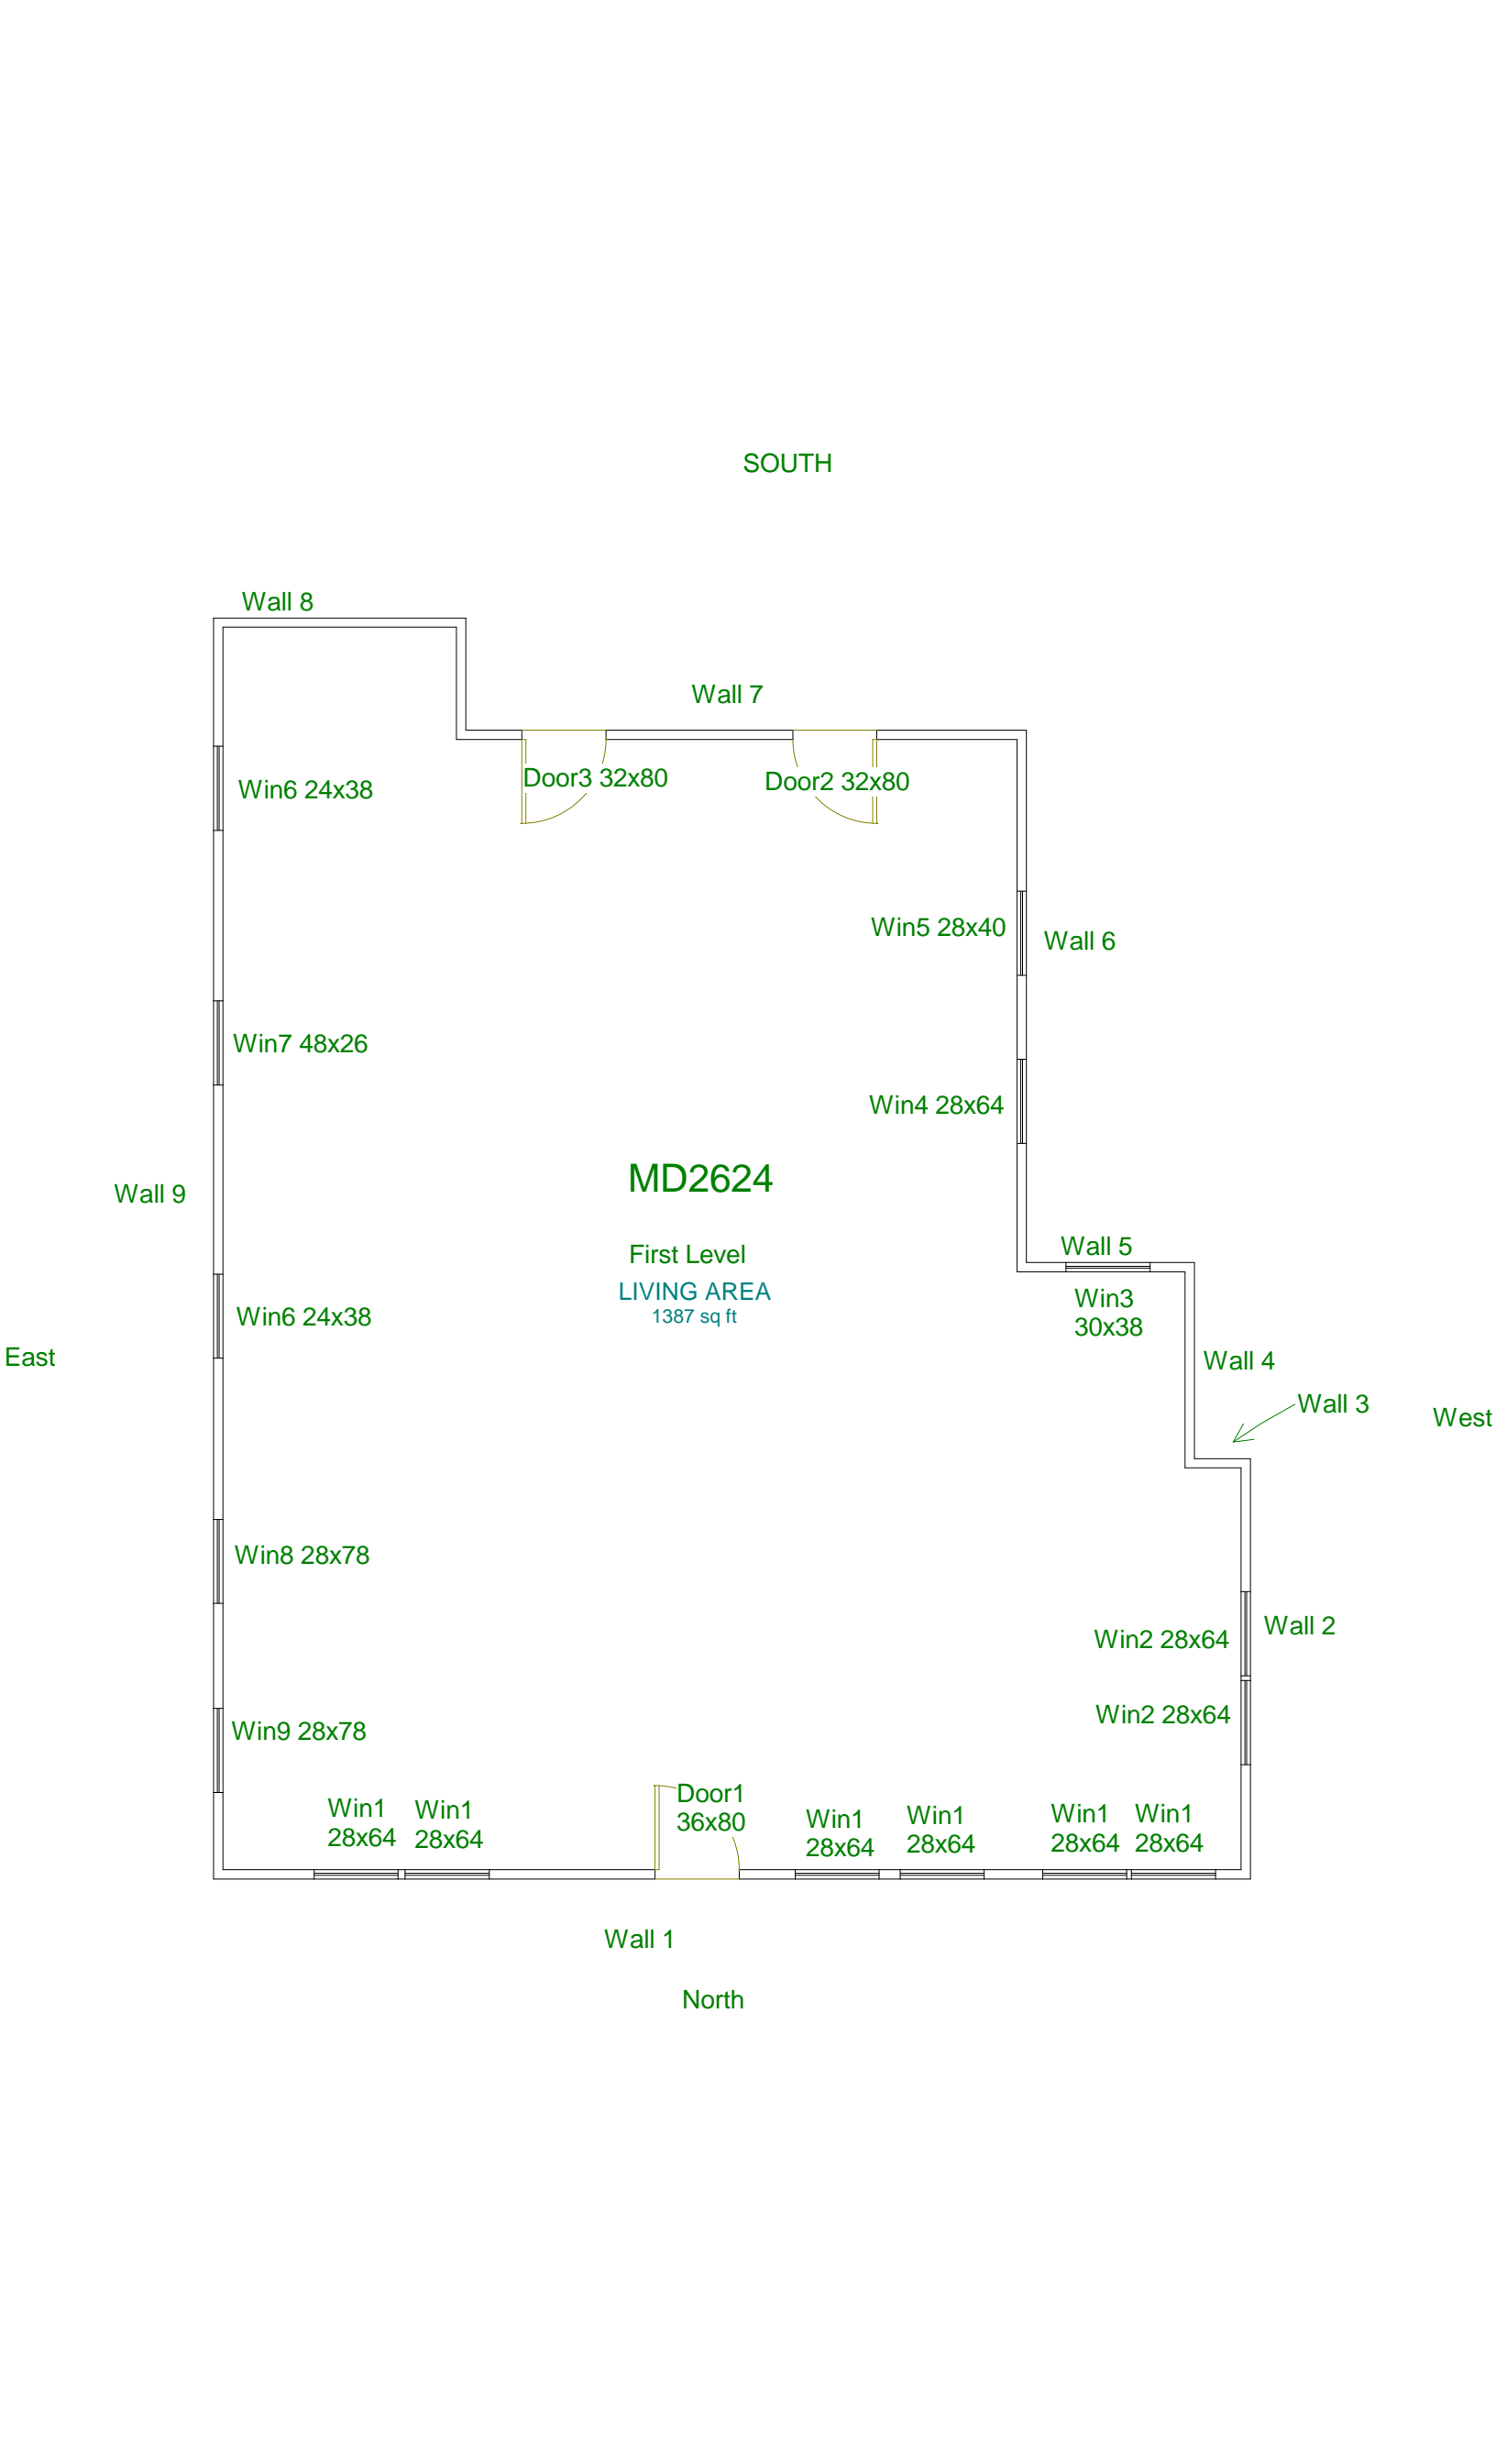 SOUTH
Wall 8
Wall 7
Door3 32x80
Door2 32x80
Win6 24x38
Win5 28x40
Wall 6
Win7 48x26
Win4 28x64
MD2624
Wall 9
First Level
Wall 5
LIVING AREA
1387 sq ft
Win3
30x38
Win6 24x38
East
Wall 4
Wall 3
West
Win8 28x78
Wall 2
Win2 28x64
Win2 28x64
Win9 28x78
Door1
36x80
Win1
28x64
Win1
28x64
Win1
28x64
Win1
28x64
Win1
28x64
Win1
28x64
Wall 1
North